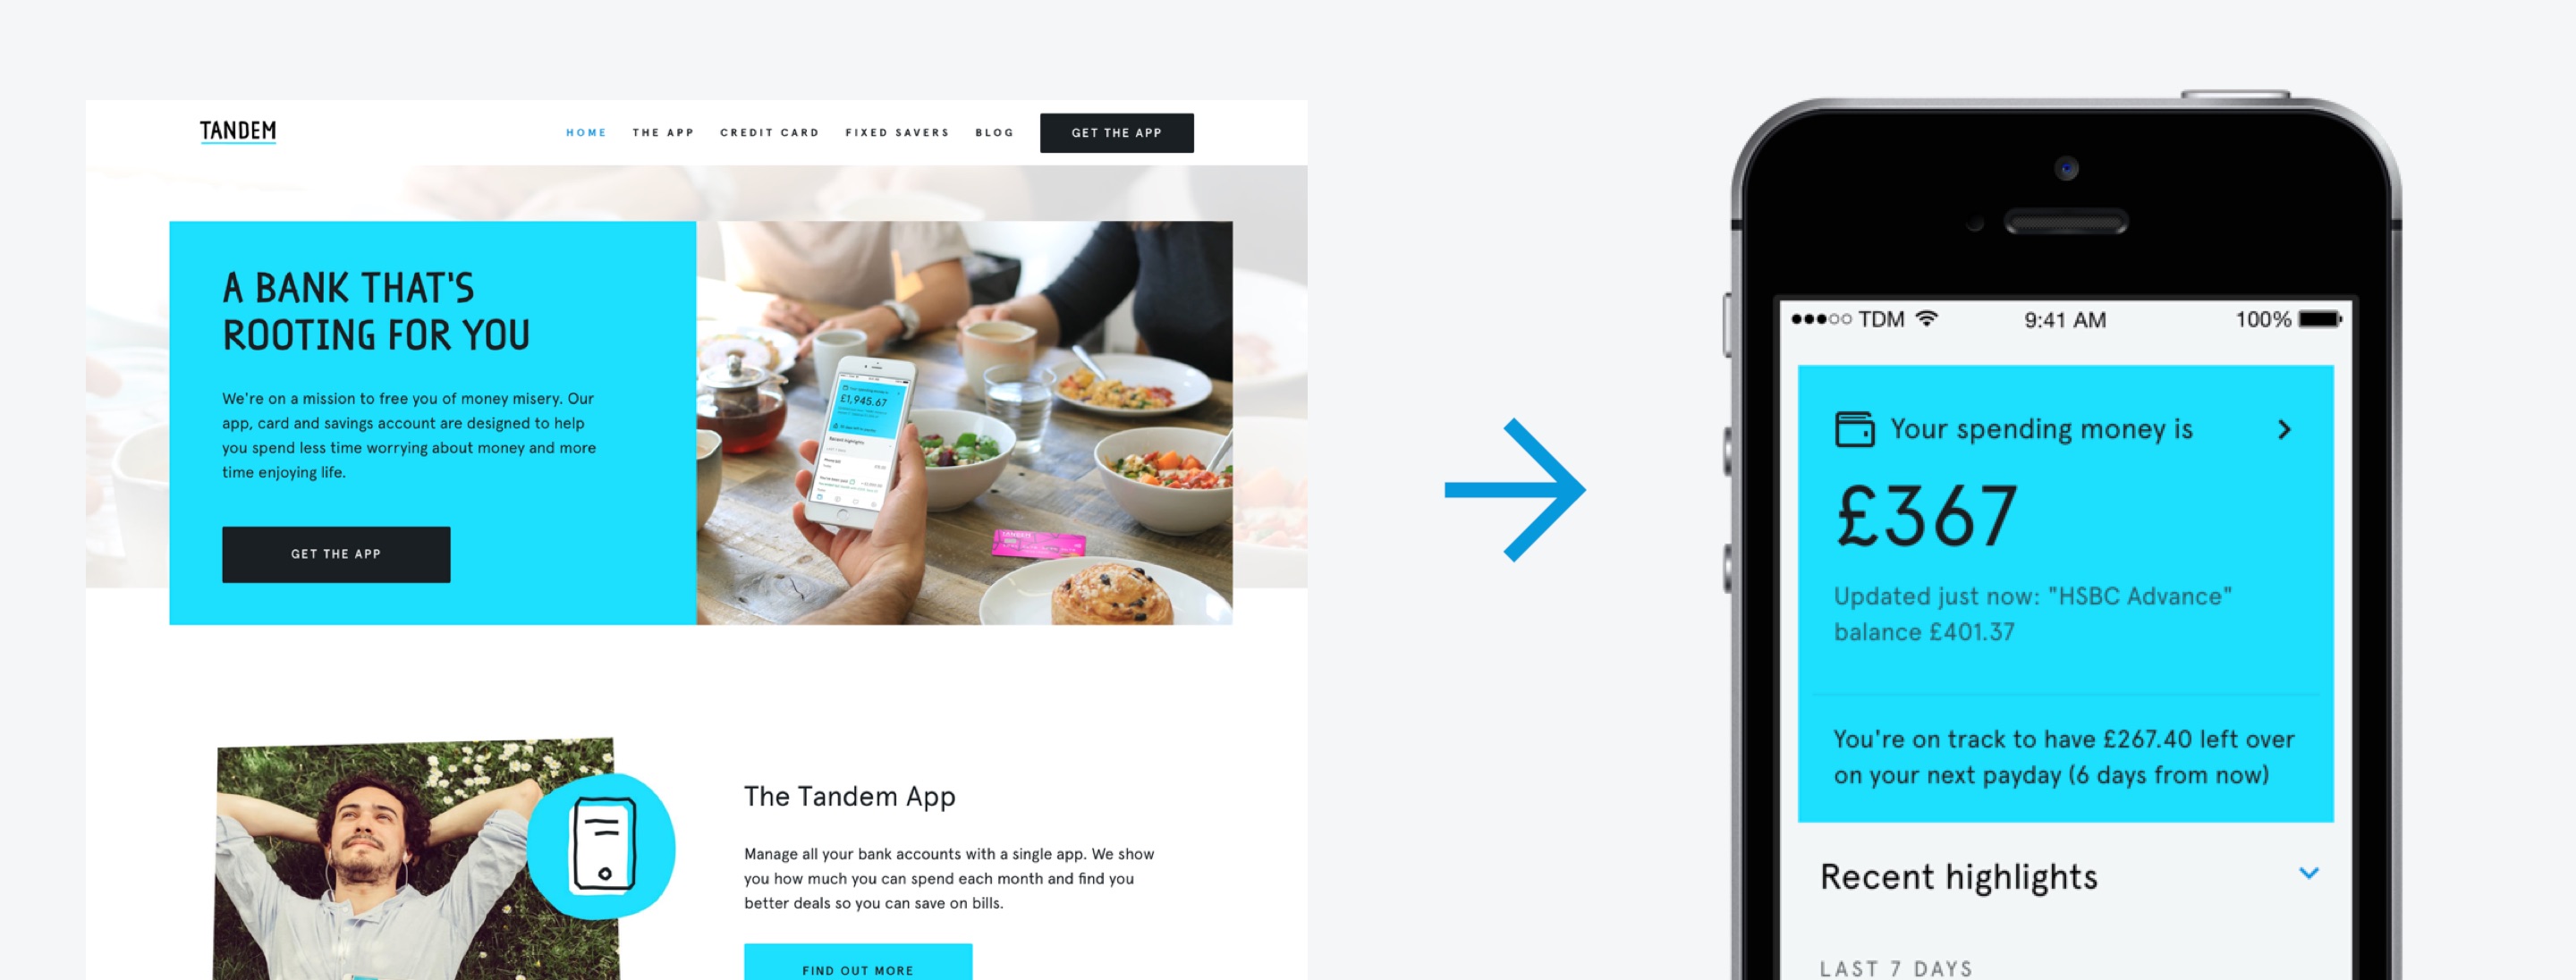 TANDEM
HOME THE APP CREDIT CARD FIXED SAVERS BLOG GET THE APP
A BANK THAT'S
ROOTING FOR YOU
We're on a mission to free you of money misery. Our
app, card and savings account are designed to help
you spend less time worrying about money and more
time enjoying life.
GET THE APP
£1,945.67
Recent highlights
TANDEM
The Tandem App
Manage all your bank accounts with a single app. We show
you how much you can spend each month and find you
better deals so you can save on bills.
FIND OUT MORE
TDM 9:41 AM 100%
Your spending money is
£367
Updated just now: "HSBC Advance"
balance £401.37
You're on track to have £267.40 left over
on your next payday (6 days from now)
Recent highlights
LAST 7 DAYS